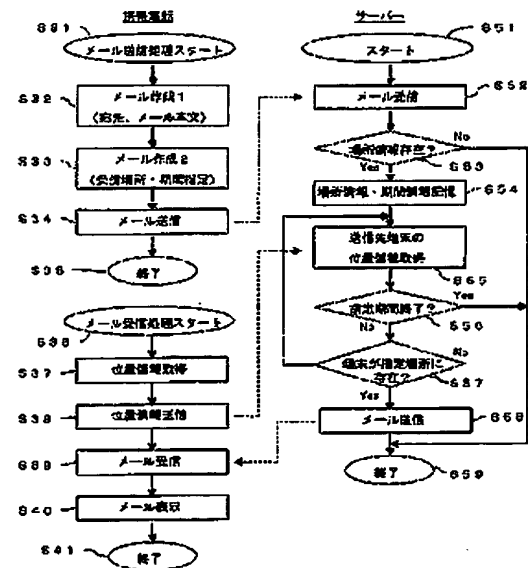 携帯電話
S31
メール送信処理スタート
S32
メール作成1
(宛先、メール本文)
S33
メール作成2
(受信場所・期間指定)
S34
メール送信
S35
終了
メール受信処理スタート
S36
S37
位置情報取得
S38
位置情報送信
S39
メール受信
S40
メール表示
S41
終了
サーバー
S51
スタート
S52
メール受信
場所情報存在?
No
Yes
S53
場所情報・期間情報記憶
S54
送信先端末の
位置情報取得
S55
期間終了?
Yes
S56
No
端末が指定場所に
存在?
No
S57
Yes
メール送信
S58
終了
S59